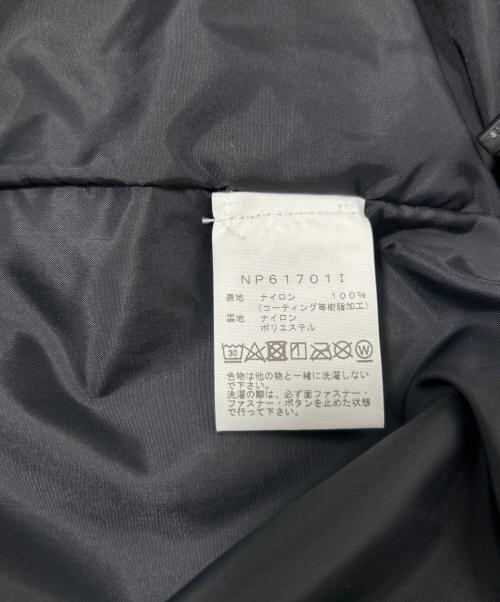 NP61701I
表地 ナイロン 100%
(コーティング等樹脂加工)
裏地 ナイロン
ポリエステル
30 W
色物は他の物と一緒に洗濯しない
で下さい。
洗濯の際は、必ず面ファスナー・
ファスナー・ボタンを止めた状態
で行って下さい。